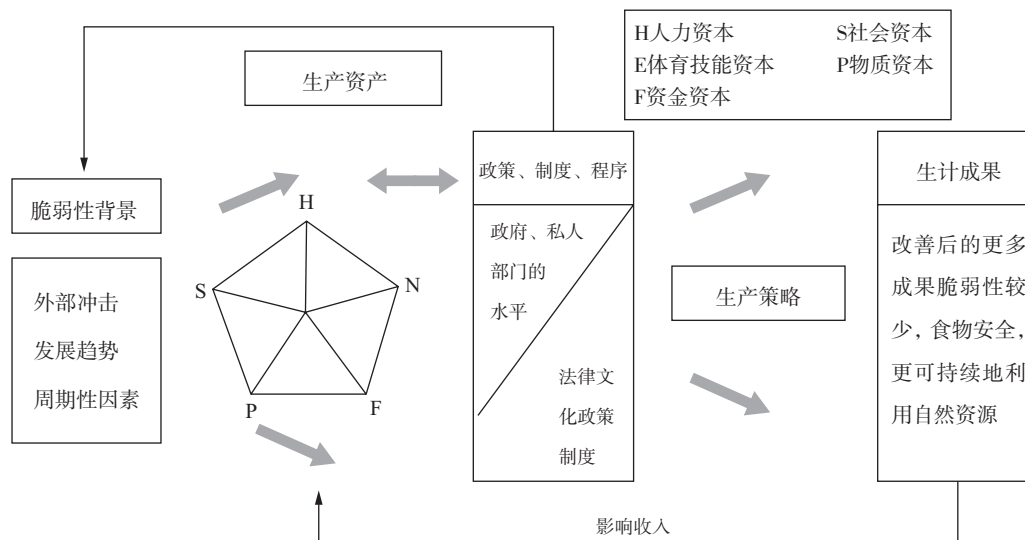 H人力资本 S社会资本
E体育技能资本 P物质资本
F资金资本
生产资产
政策、制度、程序
生计成果
脆弱性背景
H
S
N
P
F
外部冲击
发展趋势
周期性因素
政府、私人
部门的
水平
法律文
化政策
制度
生产策略
改善后的更多
成果脆弱性较
少,食物安全,
更可持续地利
用自然资源
影响收入